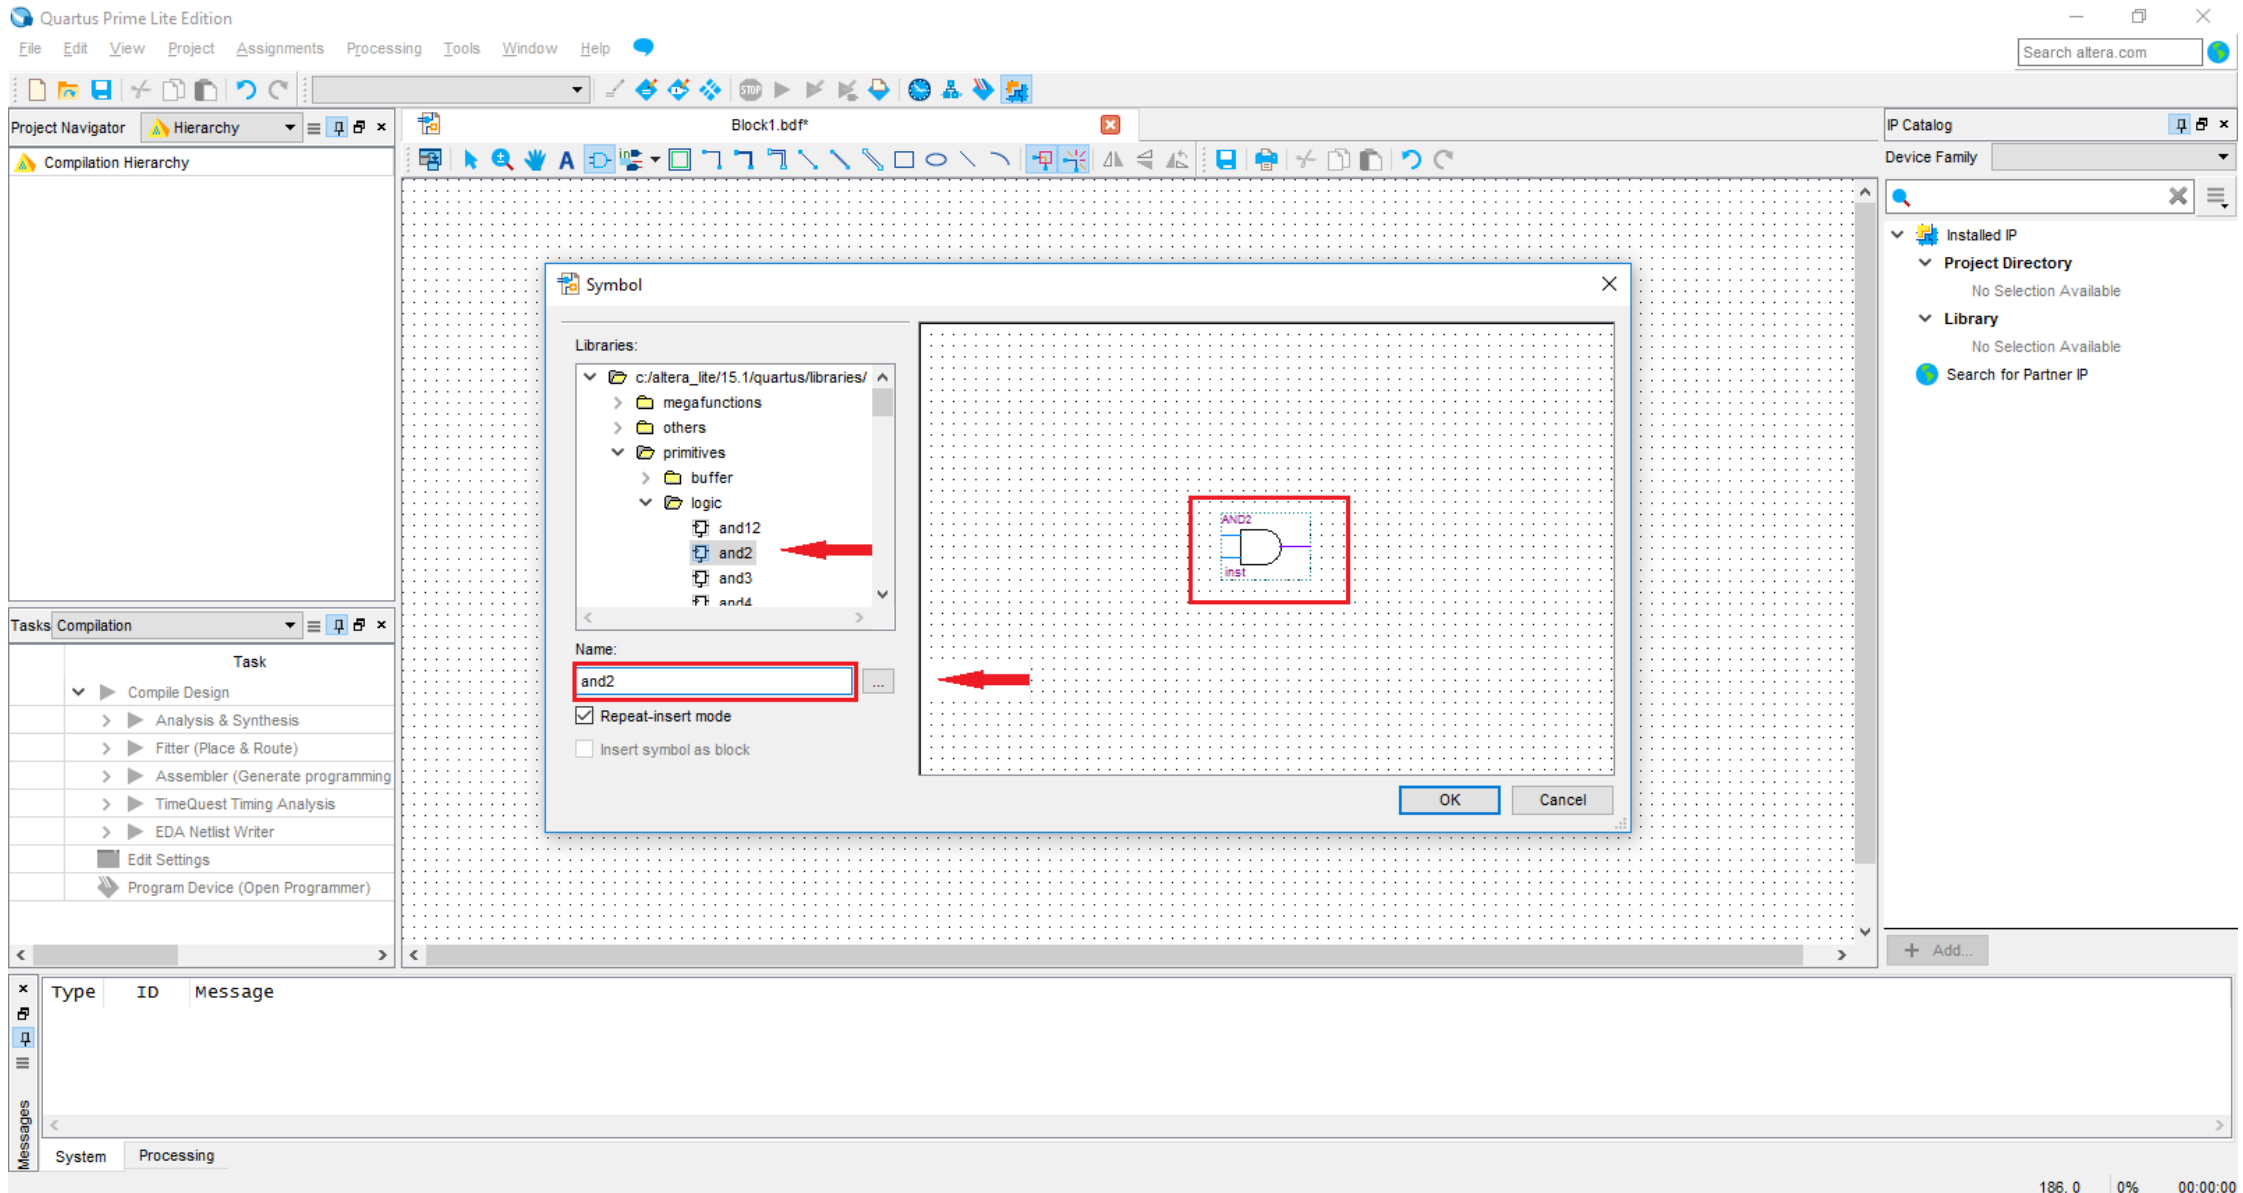 Quartus Prime Lite Edition
File Edit View Project Assignments Processing Tools Window Help
Search altera.com
STOP
Project Navigator Hierarchy
Compilation Hierarchy
Block1.bdf*
A in
IP Catalog
Device Family
Installed IP
Project Directory
No Selection Available
Library
No Selection Available
Search for Partner IP
+ Add...
Symbol
Libraries:
c:/altera_lite/15.1/quartus/libraries/
megafunctions
others
primitives
buffer
logic
and12
and2
and3
and4
Name:
and2
...
Repeat-insert mode
Insert symbol as block
AND2
inst
OK Cancel
Tasks Compilation
Task
Compile Design
Analysis & Synthesis
Fitter (Place & Route)
Assembler (Generate programming
TimeQuest Timing Analysis
EDA Netlist Writer
Edit Settings
Program Device (Open Programmer)
Type ID Message
Messages
System Processing
186, 0 0% 00:00:00